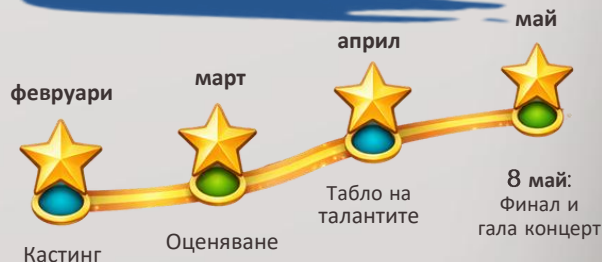 февруари
март
април
май
Кастинг
Оценяване
Табло на
талантите
8 май:
Финал и
гала концерт